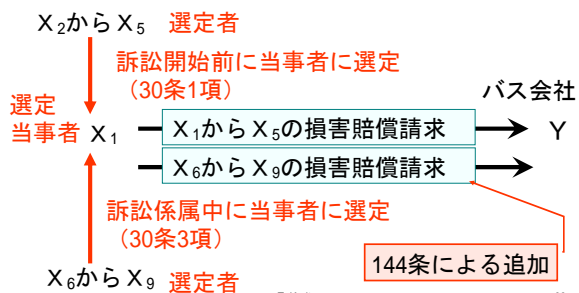 X₂からX₅ 選定者
訴訟開始前に当事者に選定
（30条1項）
バス会社
選定
当事者 X₁
X₁からX₅の損害賠償請求
Y
X₆からX₉の損害賠償請求
訴訟係属中に当事者に選定
（30条3項）
144条による追加
X₆からX₉ 選定者